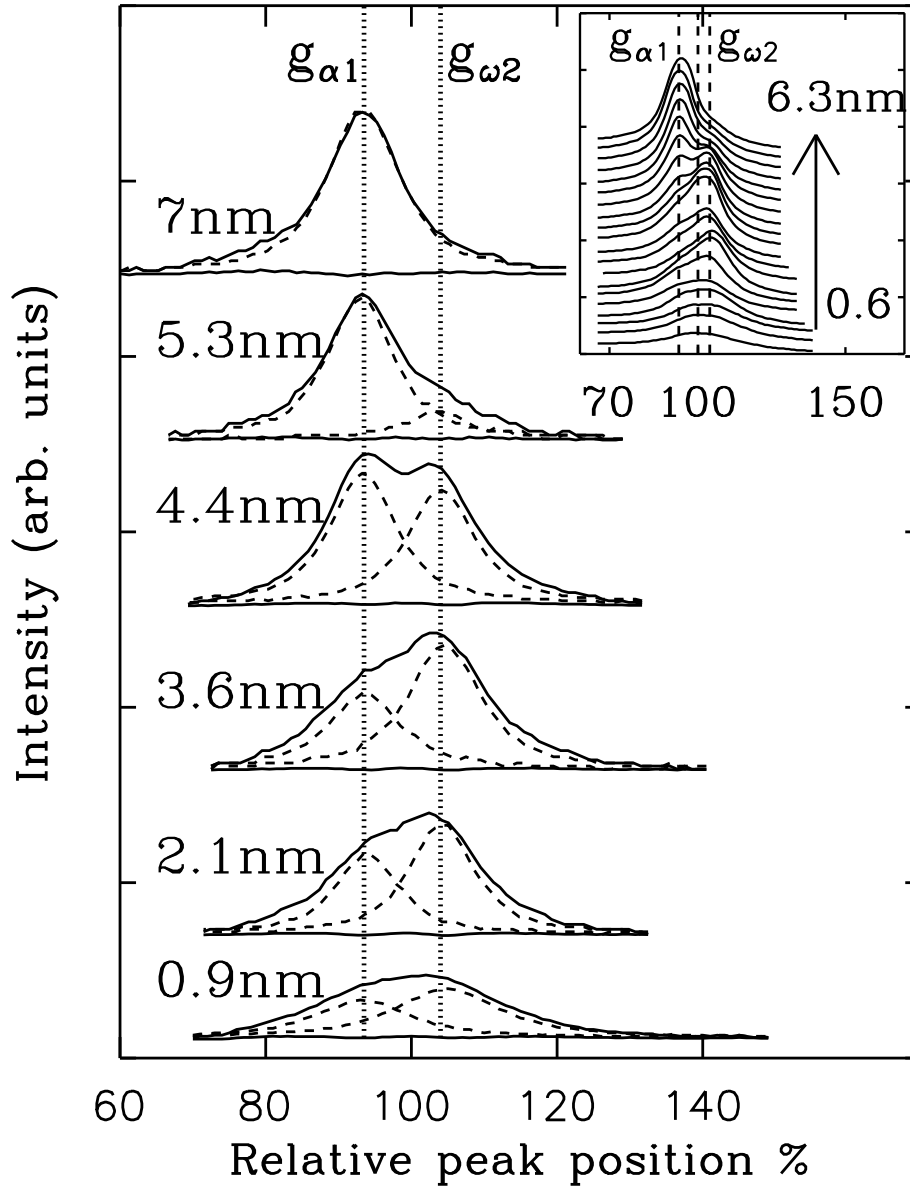 gα1
gω2
gα1
gω2
6.3nm
0.6
70 100 150
7nm
5.3nm
4.4nm
3.6nm
2.1nm
0.9nm
Intensity (arb. units)
60 80 100 120 140
Relative peak position %